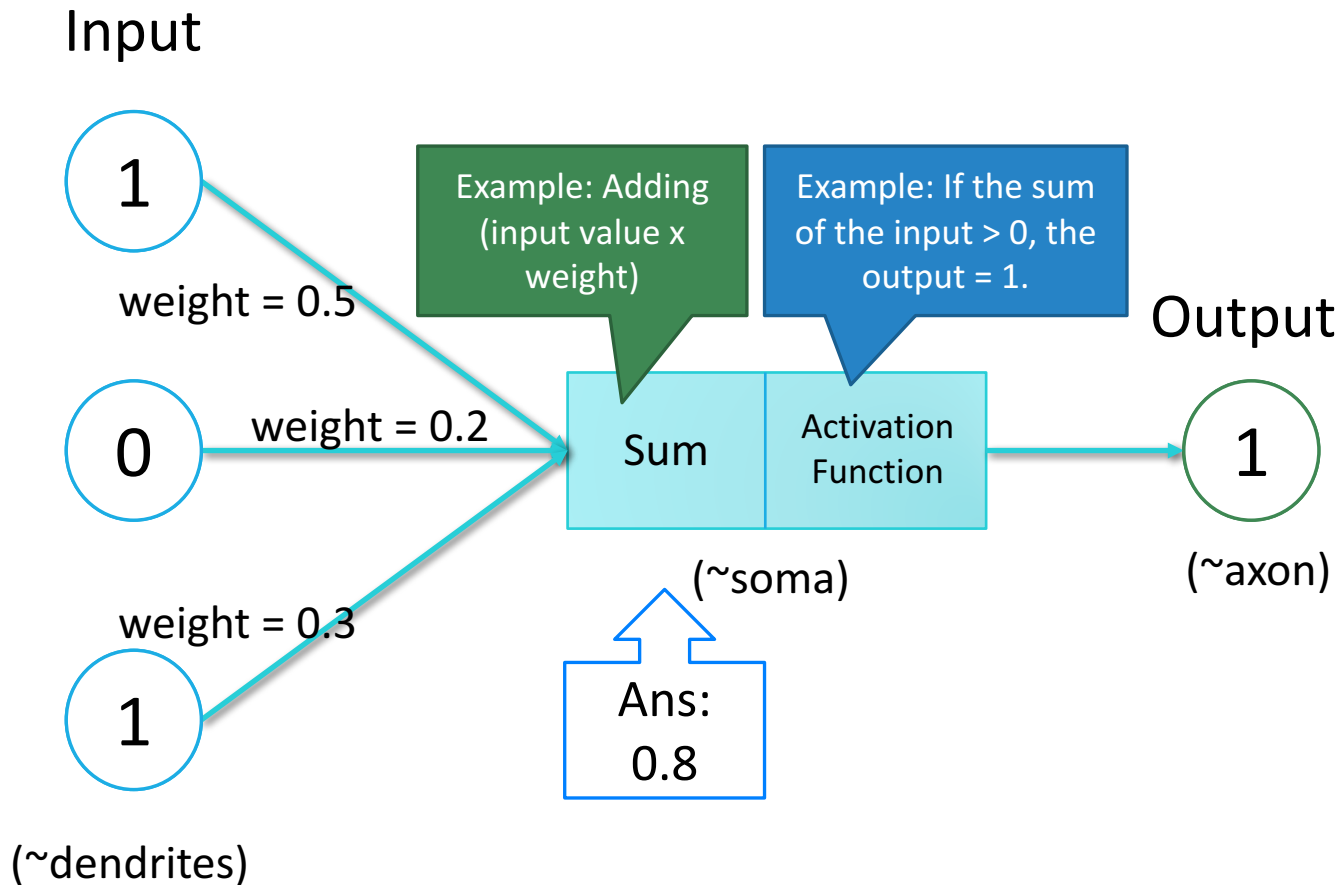 Input
1
weight = 0.5
0
weight = 0.2
1
weight = 0.3
(~dendrites)
Example: Adding
(input value x
weight)
Example: If the sum
of the input > 0, the
output = 1.
Sum
Activation
Function
(~soma)
Ans:
0.8
Output
1
(~axon)